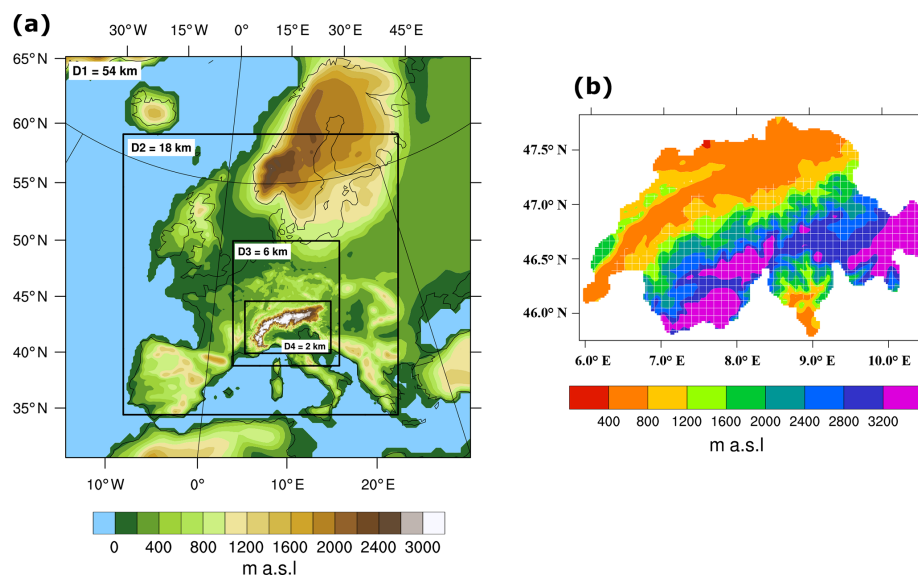 (a)
30° W 15° W 0° 15° E 30° E 45° E
65° N
60° N
55° N
50° N
45° N
40° N
35° N
D1 = 54 km
D2 = 18 km
D3 = 6 km
D4 = 2 km
10° W 0° 10° E 20° E
0 400 800 1200 1600 2000 2400 3000
m a.s.l
(b)
47.5° N
47.0° N
46.5° N
46.0° N
6.0° E 7.0° E 8.0° E 9.0° E 10.0° E
400 800 1200 1600 2000 2400 2800 3200
m a.s.l